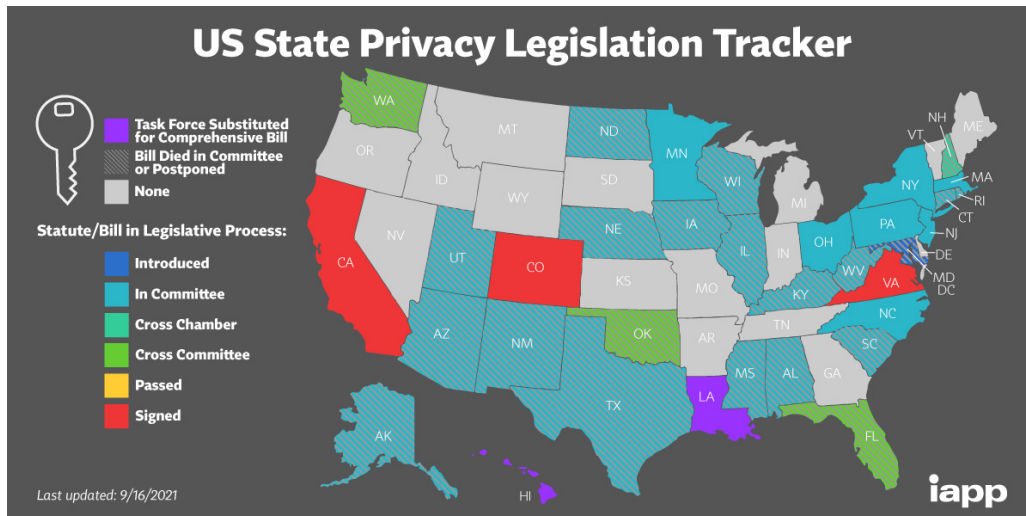 US State Privacy Legislation Tracker
Task Force Substituted
for Comprehensive Bill
Bill Died in Committee
or Postponed
None
Statute/Bill in Legislative Process:
Introduced
In Committee
Cross Chamber
Cross Committee
Passed
Signed
Last updated: 9/16/2021
WA
OR
CA
NV
ID
MT
WY
UT
CO
AZ
NM
ND
SD
NE
KS
OK
TX
MN
IA
MO
AR
LA
WI
IL
MS
MI
IN
KY
TN
AL
OH
WV
GA
FL
SC
NC
VA
PA
NY
VT
NH
ME
MA
RI
CT
NJ
DE
MD
DC
AK
HI
iapp